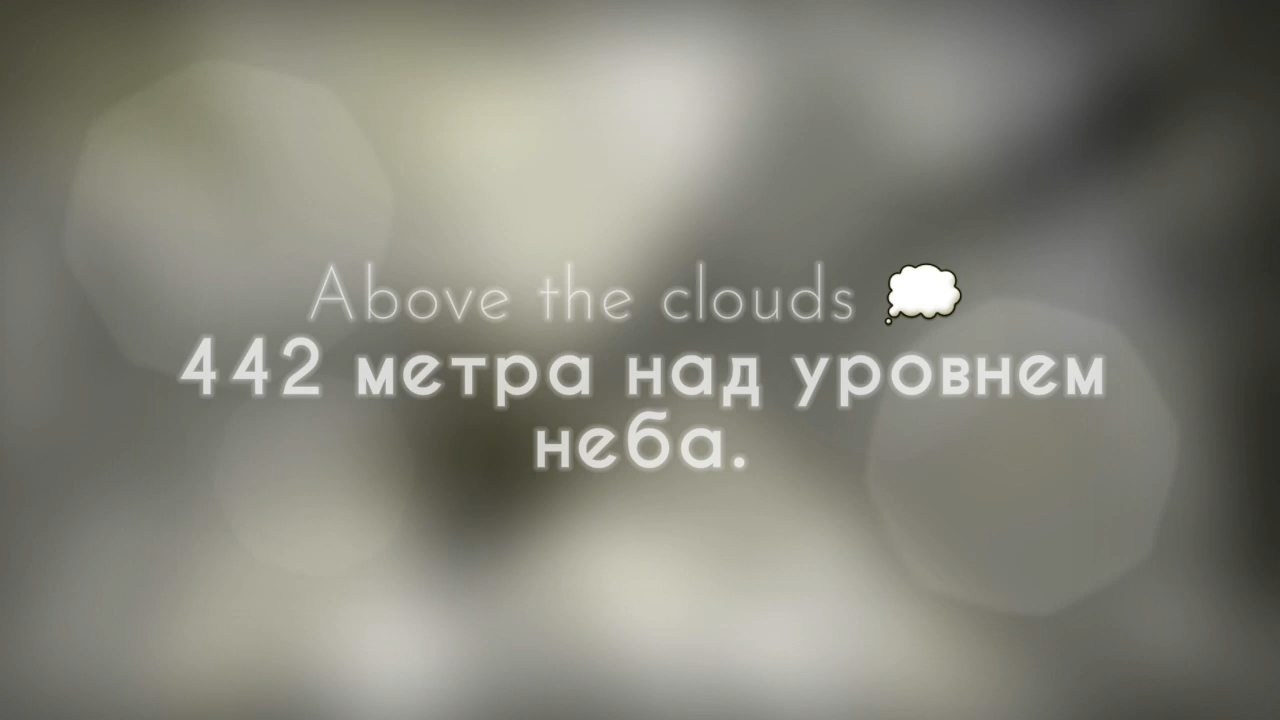 Above the clouds 💭
442 метра над уровнем
неба.